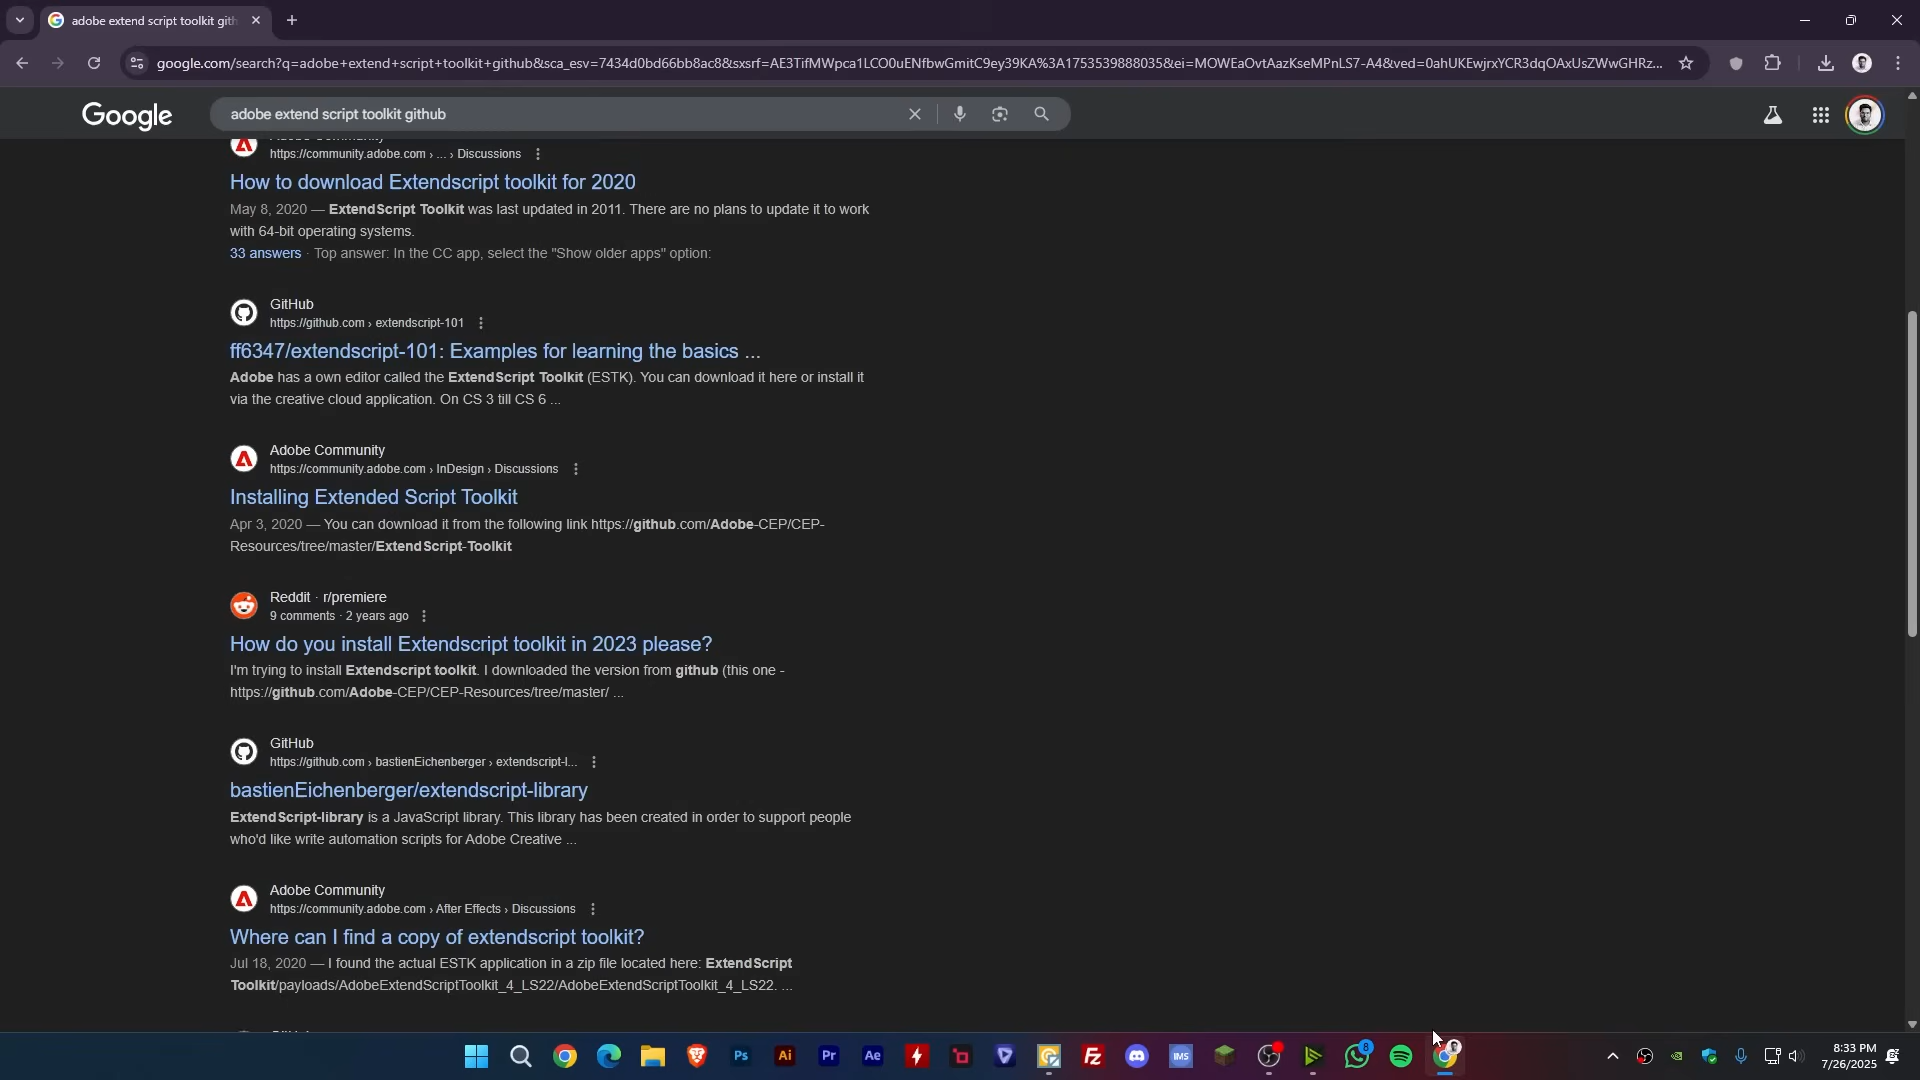 adobe extend script toolkit gith
google.com/search?q=adobe+extend+script+toolkit+github&sca_esv=7434d0bd66bb8ac8&sxsrf=AE3TifMWpca1LCO0uENfbwGmitC9ey39KA%3A1753539888035&ei=MOWEaOvtAazKseMPnLS7-A4&ved=0ahUKEwjrxYCR3dqOAxUsZWwGHRz...
Google
adobe extend script toolkit github
https://community.adobe.com › ... › Discussions
How to download Extendscript toolkit for 2020
May 8, 2020 — ExtendScript Toolkit was last updated in 2011. There are no plans to update it to work
with 64-bit operating systems.
33 answers · Top answer: In the CC app, select the "Show older apps" option:
GitHub
https://github.com › extendscript-101
ff6347/extendscript-101: Examples for learning the basics ...
Adobe has a own editor called the ExtendScript Toolkit (ESTK). You can download it here or install it
via the creative cloud application. On CS 3 till CS 6 ...
Adobe Community
https://community.adobe.com › InDesign › Discussions
Installing Extended Script Toolkit
Apr 3, 2020 — You can download it from the following link https://github.com/Adobe-CEP/CEP-
Resources/tree/master/ExtendScript-Toolkit
Reddit · r/premiere
9 comments · 2 years ago
How do you install Extendscript toolkit in 2023 please?
I'm trying to install Extendscript toolkit. I downloaded the version from github (this one -
https://github.com/Adobe-CEP/CEP-Resources/tree/master/ ...
GitHub
https://github.com › bastienEichenberger › extendscript-l...
bastienEichenberger/extendscript-library
ExtendScript-library is a JavaScript library. This library has been created in order to support people
who'd like write automation scripts for Adobe Creative ...
Adobe Community
https://community.adobe.com › After Effects › Discussions
Where can I find a copy of extendscript toolkit?
Jul 18, 2020 — I found the actual ESTK application in a zip file located here: ExtendScript
Toolkit/payloads/AdobeExtendScriptToolkit_4_LS22/AdobeExtendScriptToolkit_4_LS22. ...
Ps
Ai
Pr
Ae
Fz
IMS
8
8:33 PM
7/26/2025